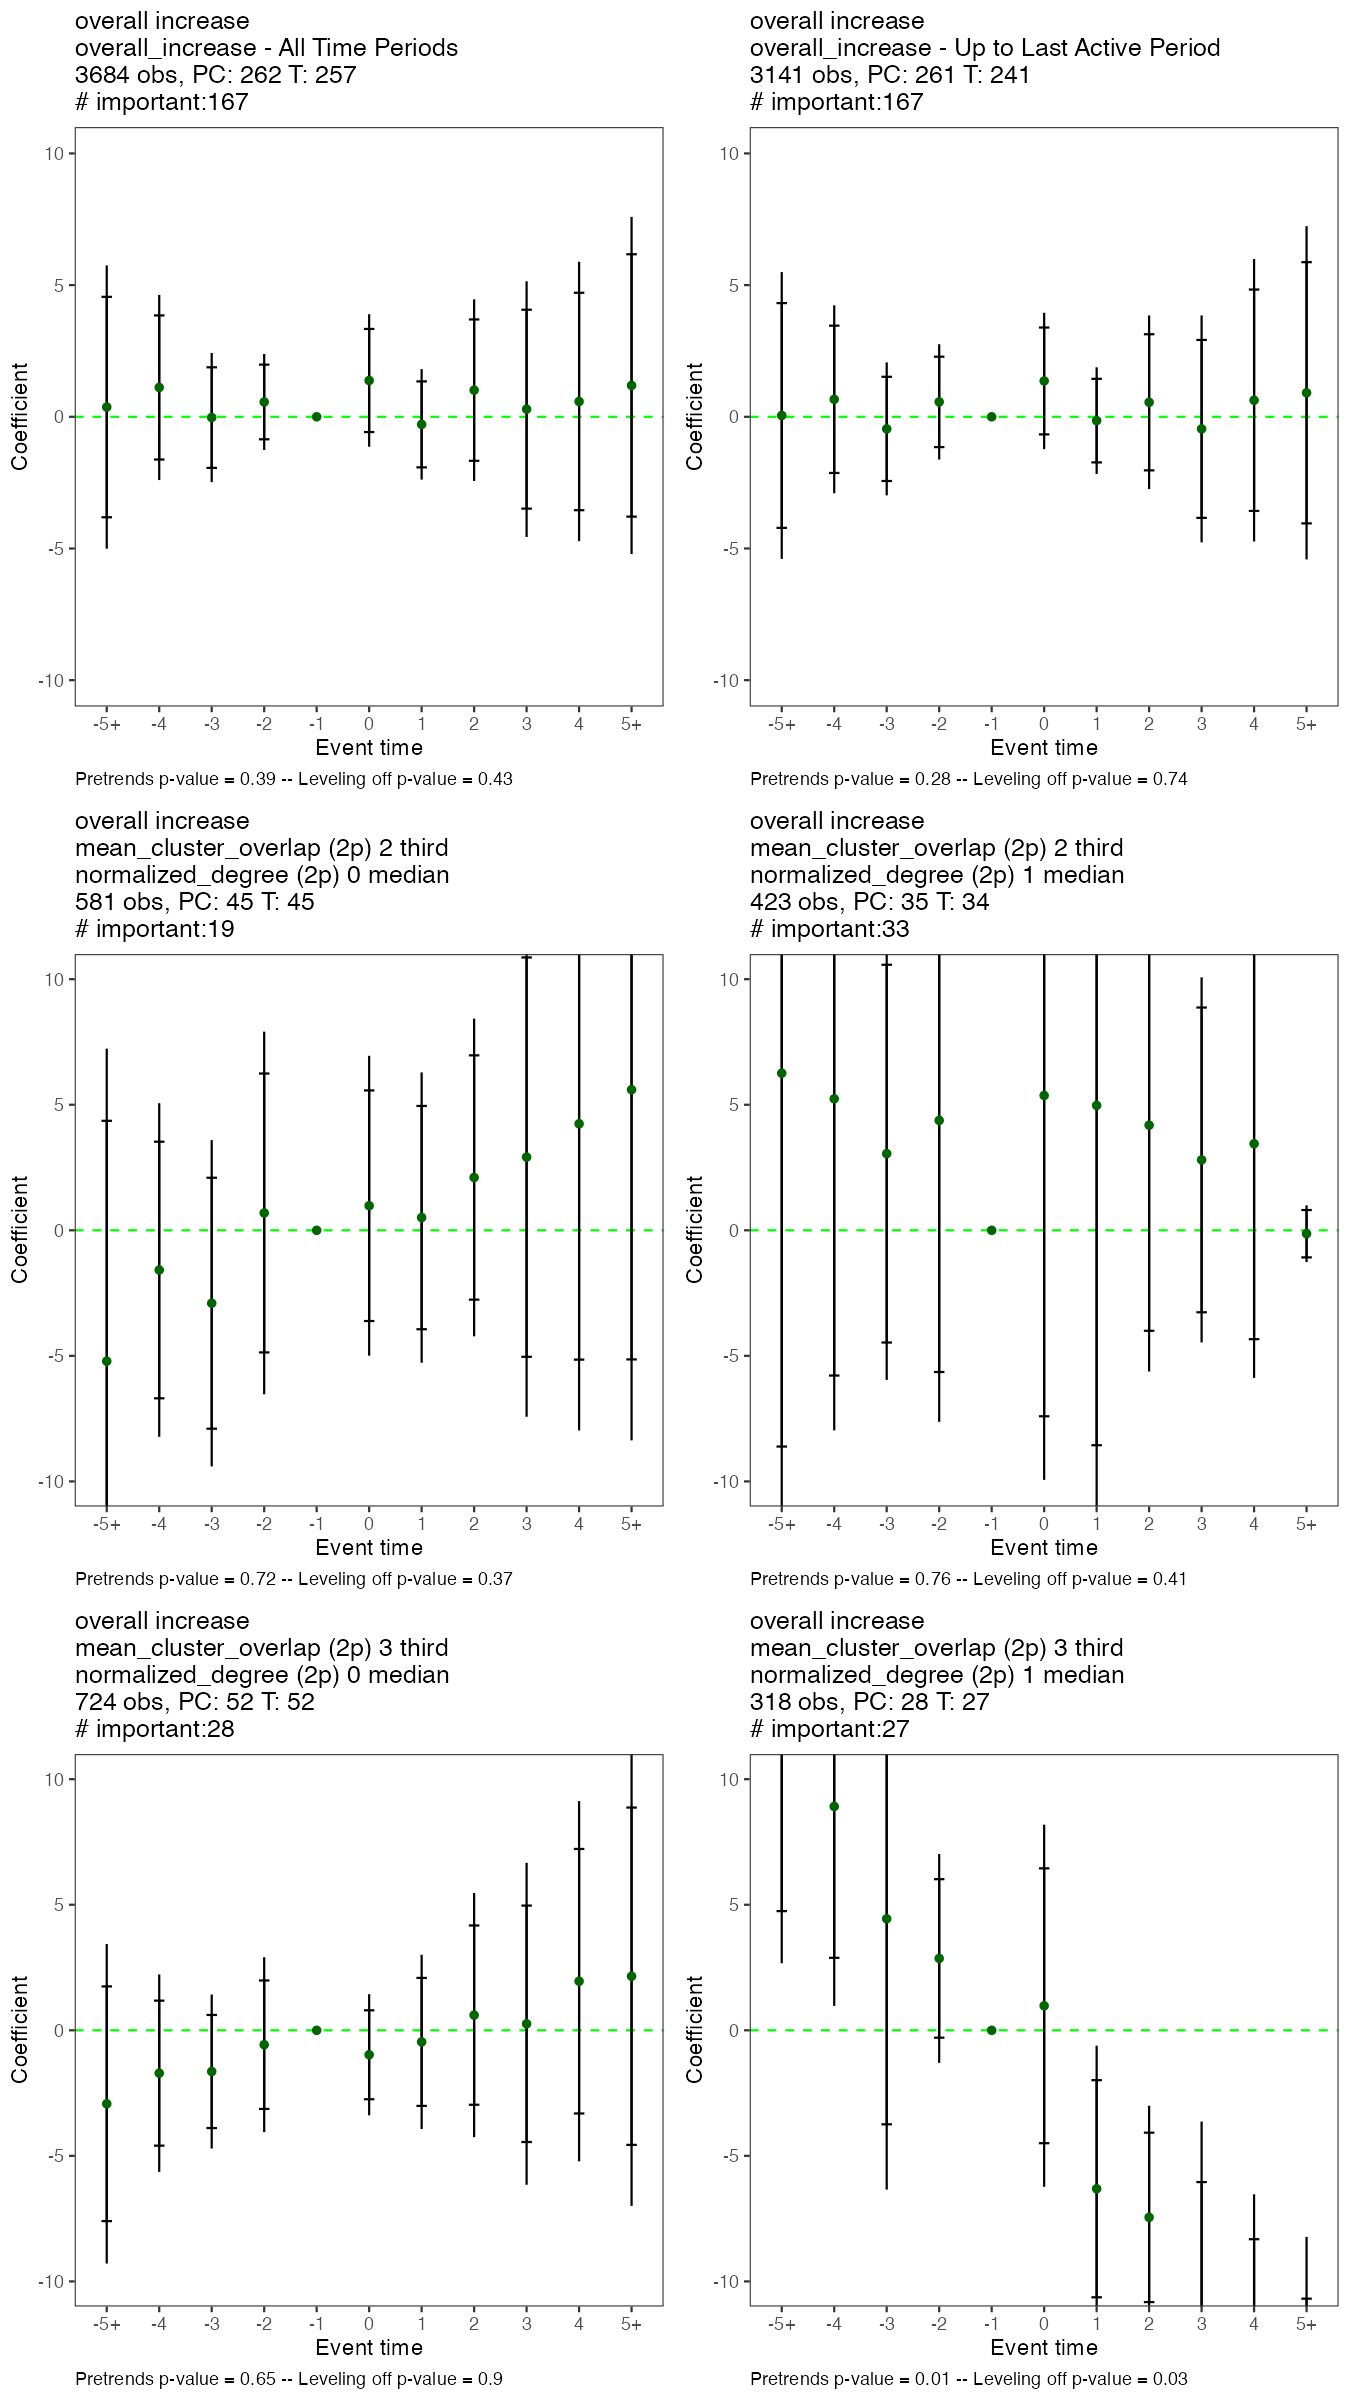 overall increase
overall_increase - All Time Periods
3684 obs, PC: 262 T: 257
# important:167
10
5
0
-5
-10
Coefficient
-5+ -4 -3 -2 -1 0 1 2 3 4 5+
Event time
Pretrends p-value = 0.39 -- Leveling off p-value = 0.43
overall increase
overall_increase - Up to Last Active Period
3141 obs, PC: 261 T: 241
# important:167
10
5
0
-5
-10
Coefficient
-5+ -4 -3 -2 -1 0 1 2 3 4 5+
Event time
Pretrends p-value = 0.28 -- Leveling off p-value = 0.74
overall increase
mean_cluster_overlap (2p) 2 third
normalized_degree (2p) 0 median
581 obs, PC: 45 T: 45
# important:19
10
5
0
-5
-10
Coefficient
-5+ -4 -3 -2 -1 0 1 2 3 4 5+
Event time
Pretrends p-value = 0.72 -- Leveling off p-value = 0.37
overall increase
mean_cluster_overlap (2p) 2 third
normalized_degree (2p) 1 median
423 obs, PC: 35 T: 34
# important:33
10
5
0
-5
-10
Coefficient
-5+ -4 -3 -2 -1 0 1 2 3 4 5+
Event time
Pretrends p-value = 0.76 -- Leveling off p-value = 0.41
overall increase
mean_cluster_overlap (2p) 3 third
normalized_degree (2p) 0 median
724 obs, PC: 52 T: 52
# important:28
10
5
0
-5
-10
Coefficient
-5+ -4 -3 -2 -1 0 1 2 3 4 5+
Event time
Pretrends p-value = 0.65 -- Leveling off p-value = 0.9
overall increase
mean_cluster_overlap (2p) 3 third
normalized_degree (2p) 1 median
318 obs, PC: 28 T: 27
# important:27
10
5
0
-5
-10
Coefficient
-5+ -4 -3 -2 -1 0 1 2 3 4 5+
Event time
Pretrends p-value = 0.01 -- Leveling off p-value = 0.03